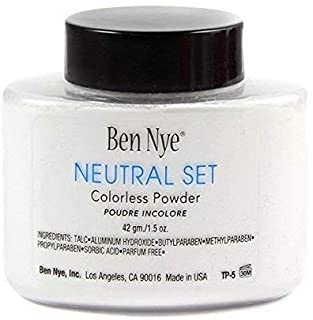 Ben Nye®
NEUTRAL SET
Colorless Powder
POUDRE INCOLORE
42 gm./1.5 oz.
INGREDIENTS: TALC•ALUMINUM HYDROXIDE•BUTYLPARABEN•METHYLPARABEN•
PROPYLPARABEN•SORBIC ACID•PARFUM FREE•
Ben Nye, Inc. Los Angeles, CA 90016 Made in USA TP-5 30M